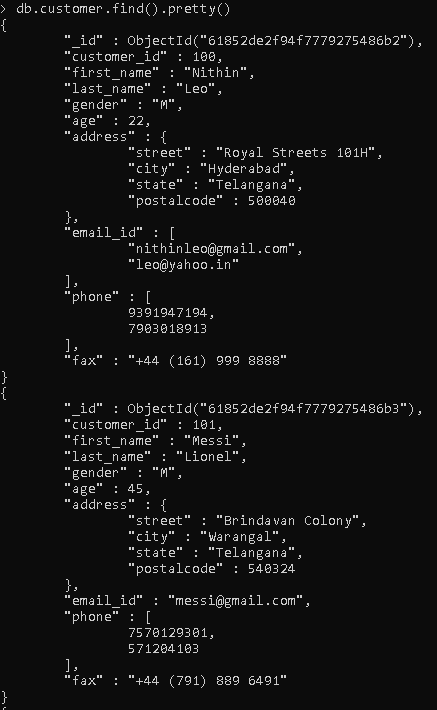 > db.customer.find().pretty()
{
"_id" : ObjectId("61852de2f94f7779275486b2"),
"customer_id" : 100,
"first_name" : "Nithin",
"last_name" : "Leo",
"gender" : "M",
"age" : 22,
"address" : {
"street" : "Royal Streets 101H",
"city" : "Hyderabad",
"state" : "Telangana",
"postalcode" : 500040
},
"email_id" : [
"nithinleo@gmail.com",
"leo@yahoo.in"
],
"phone" : [
9391947194,
7903018913
],
"fax" : "+44 (161) 999 8888"
}
{
"_id" : ObjectId("61852de2f94f7779275486b3"),
"customer_id" : 101,
"first_name" : "Messi",
"last_name" : "Lionel",
"gender" : "M",
"age" : 45,
"address" : {
"street" : "Brindavan Colony",
"city" : "Warangal",
"state" : "Telangana",
"postalcode" : 540324
},
"email_id" : "messi@gmail.com",
"phone" : [
7570129301,
571204103
],
"fax" : "+44 (791) 889 6491"
}
{